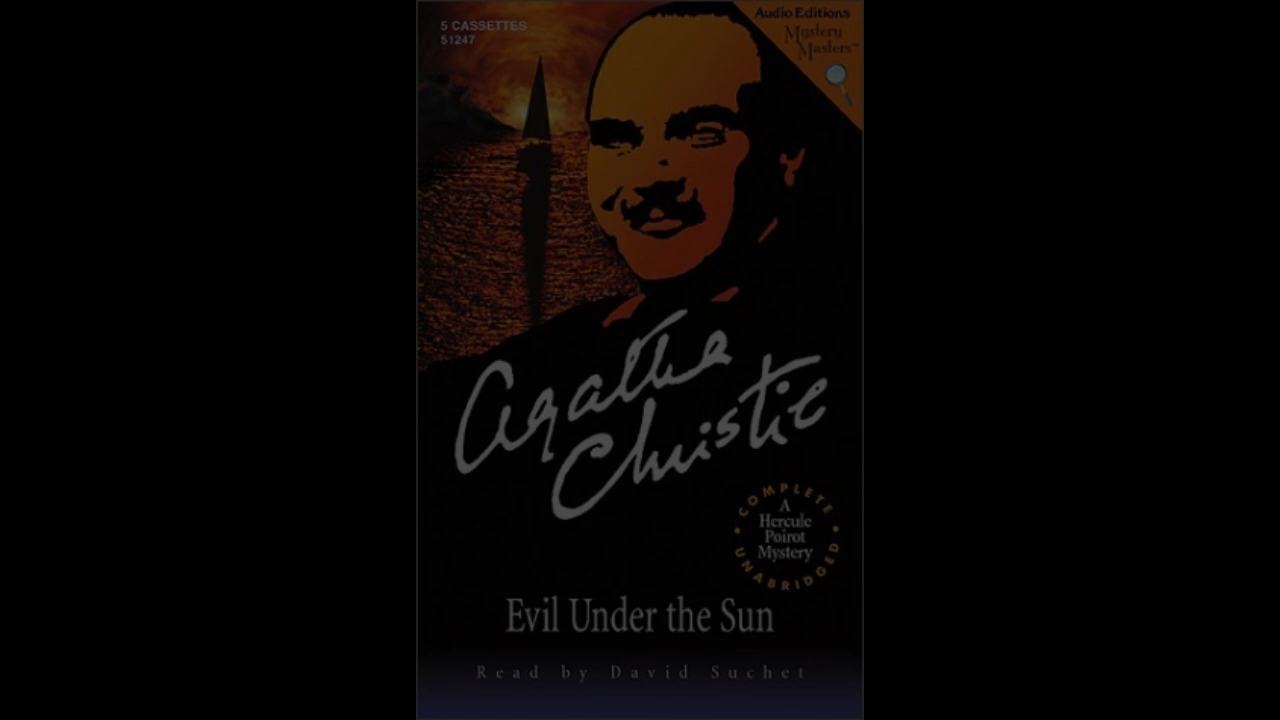 5 CASSETTES
51247
Audio Editions
Mystery
Masters™
Agatha
Christie
COMPLETE
A
Hercule
Poirot
Mystery
UNABRIDGED
Evil Under the Sun
Read by David Suchet